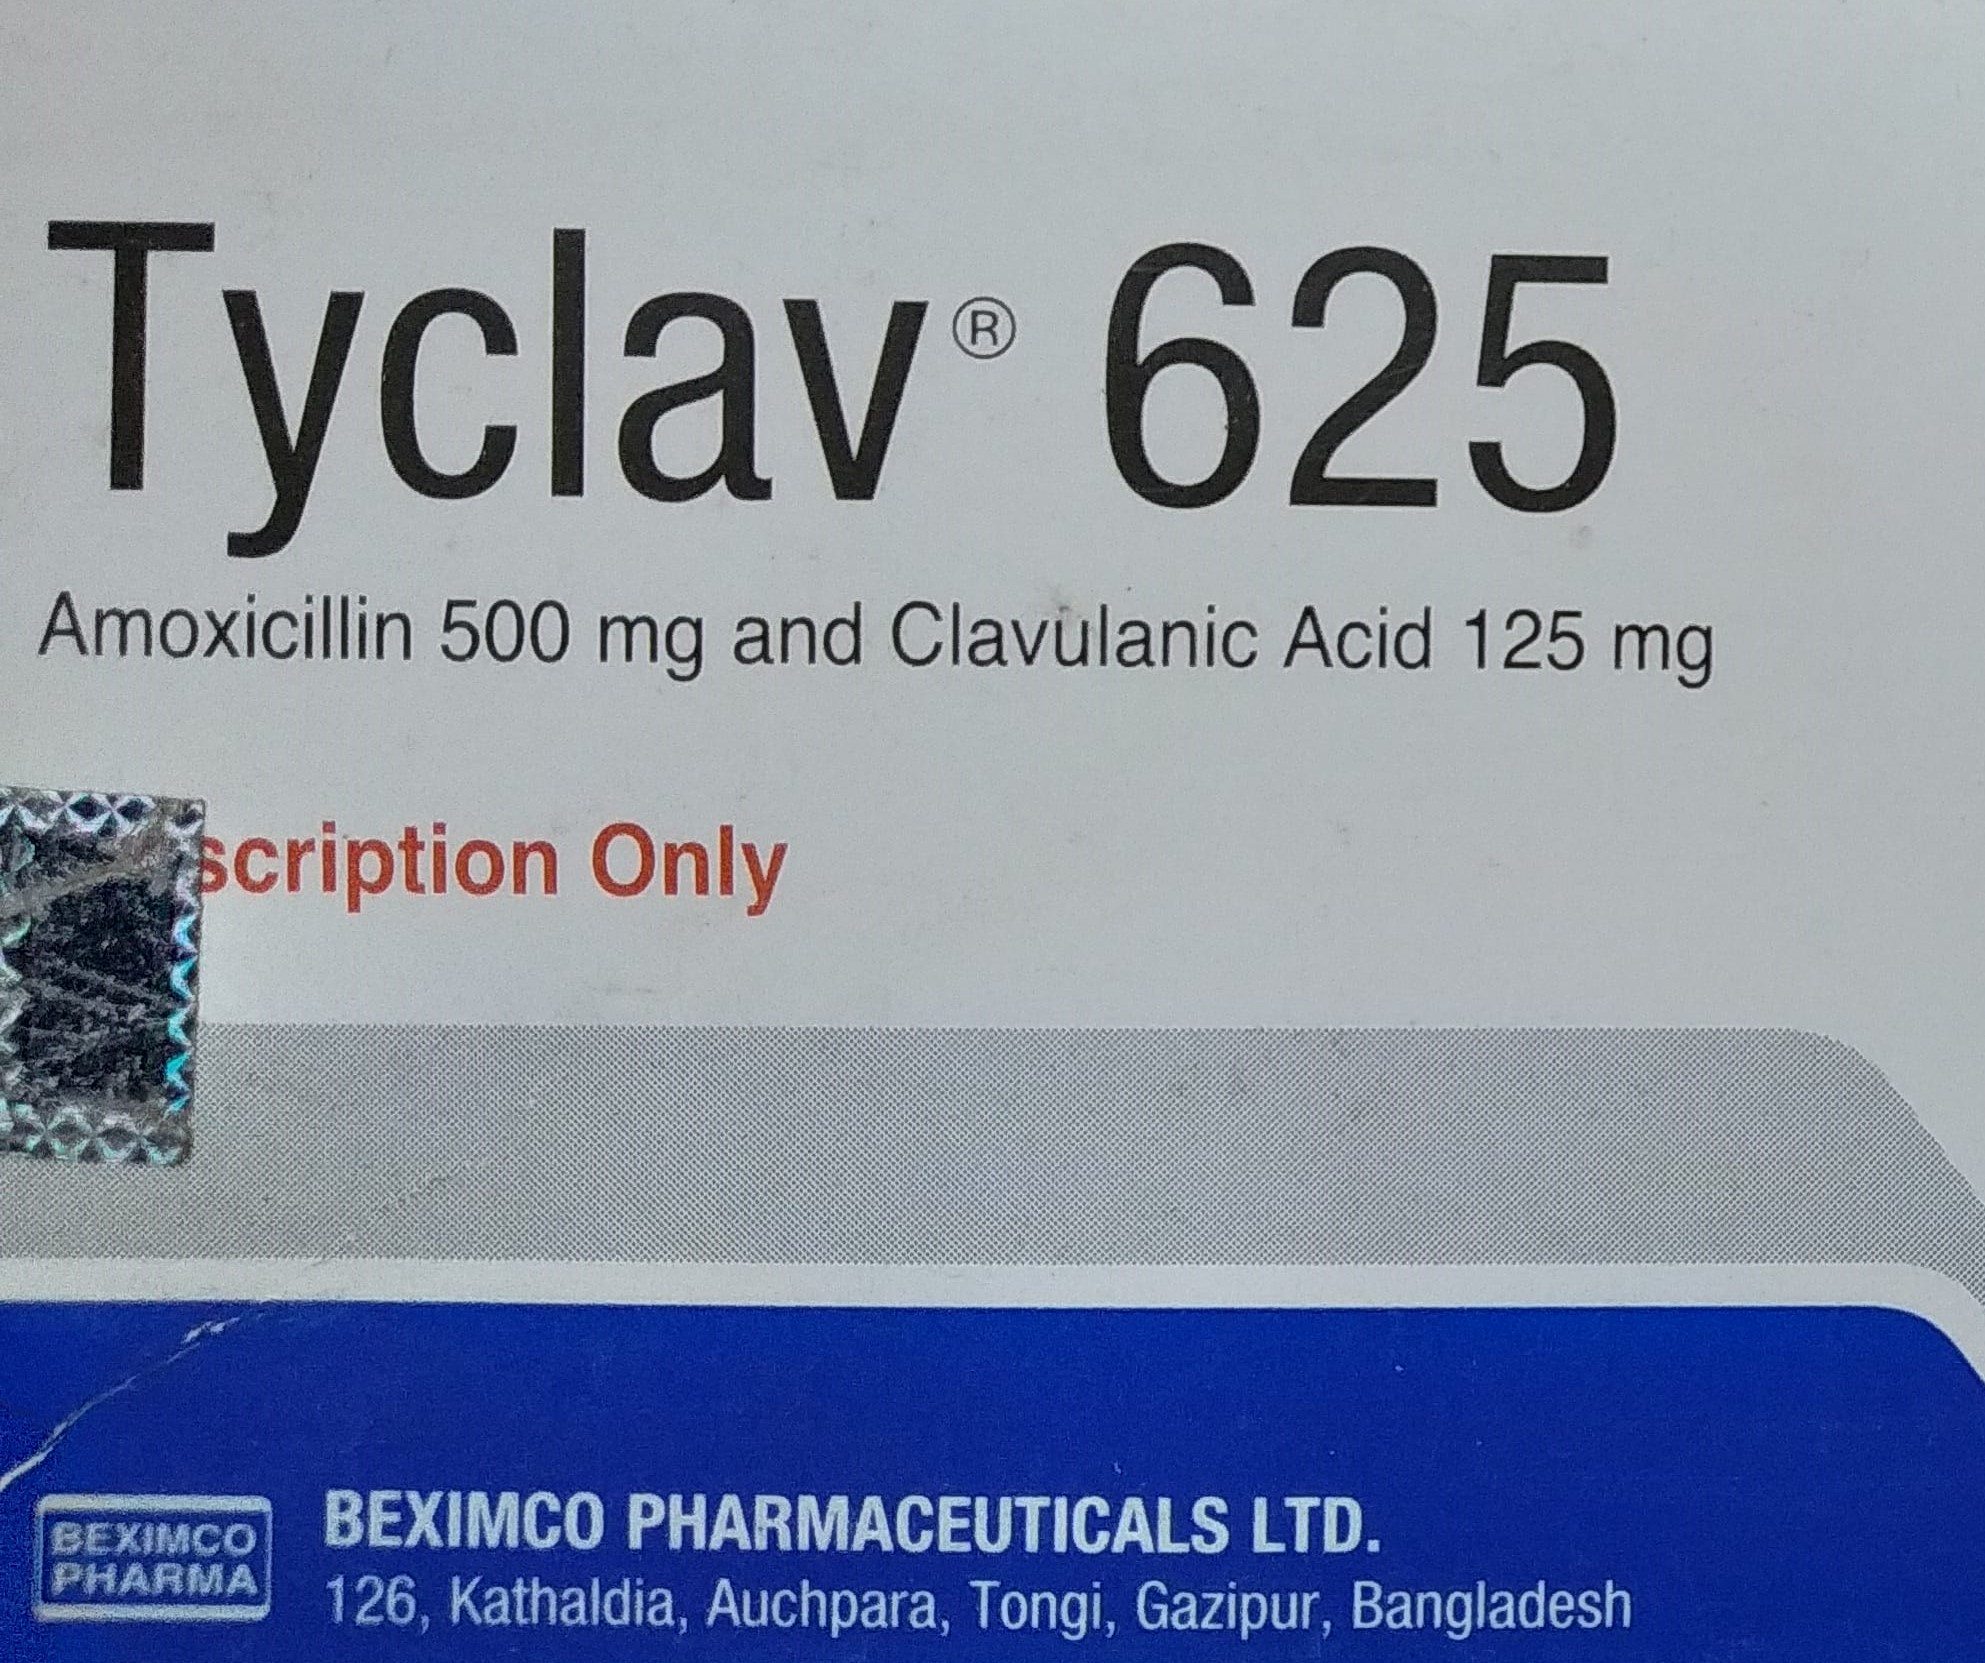 Tyclav® 625
Amoxicillin 500 mg and Clavulanic Acid 125 mg
scription Only
BEXIMCO
PHARMA
BEXIMCO PHARMACEUTICALS LTD.
126, Kathaldia, Auchpara, Tongi, Gazipur, Bangladesh